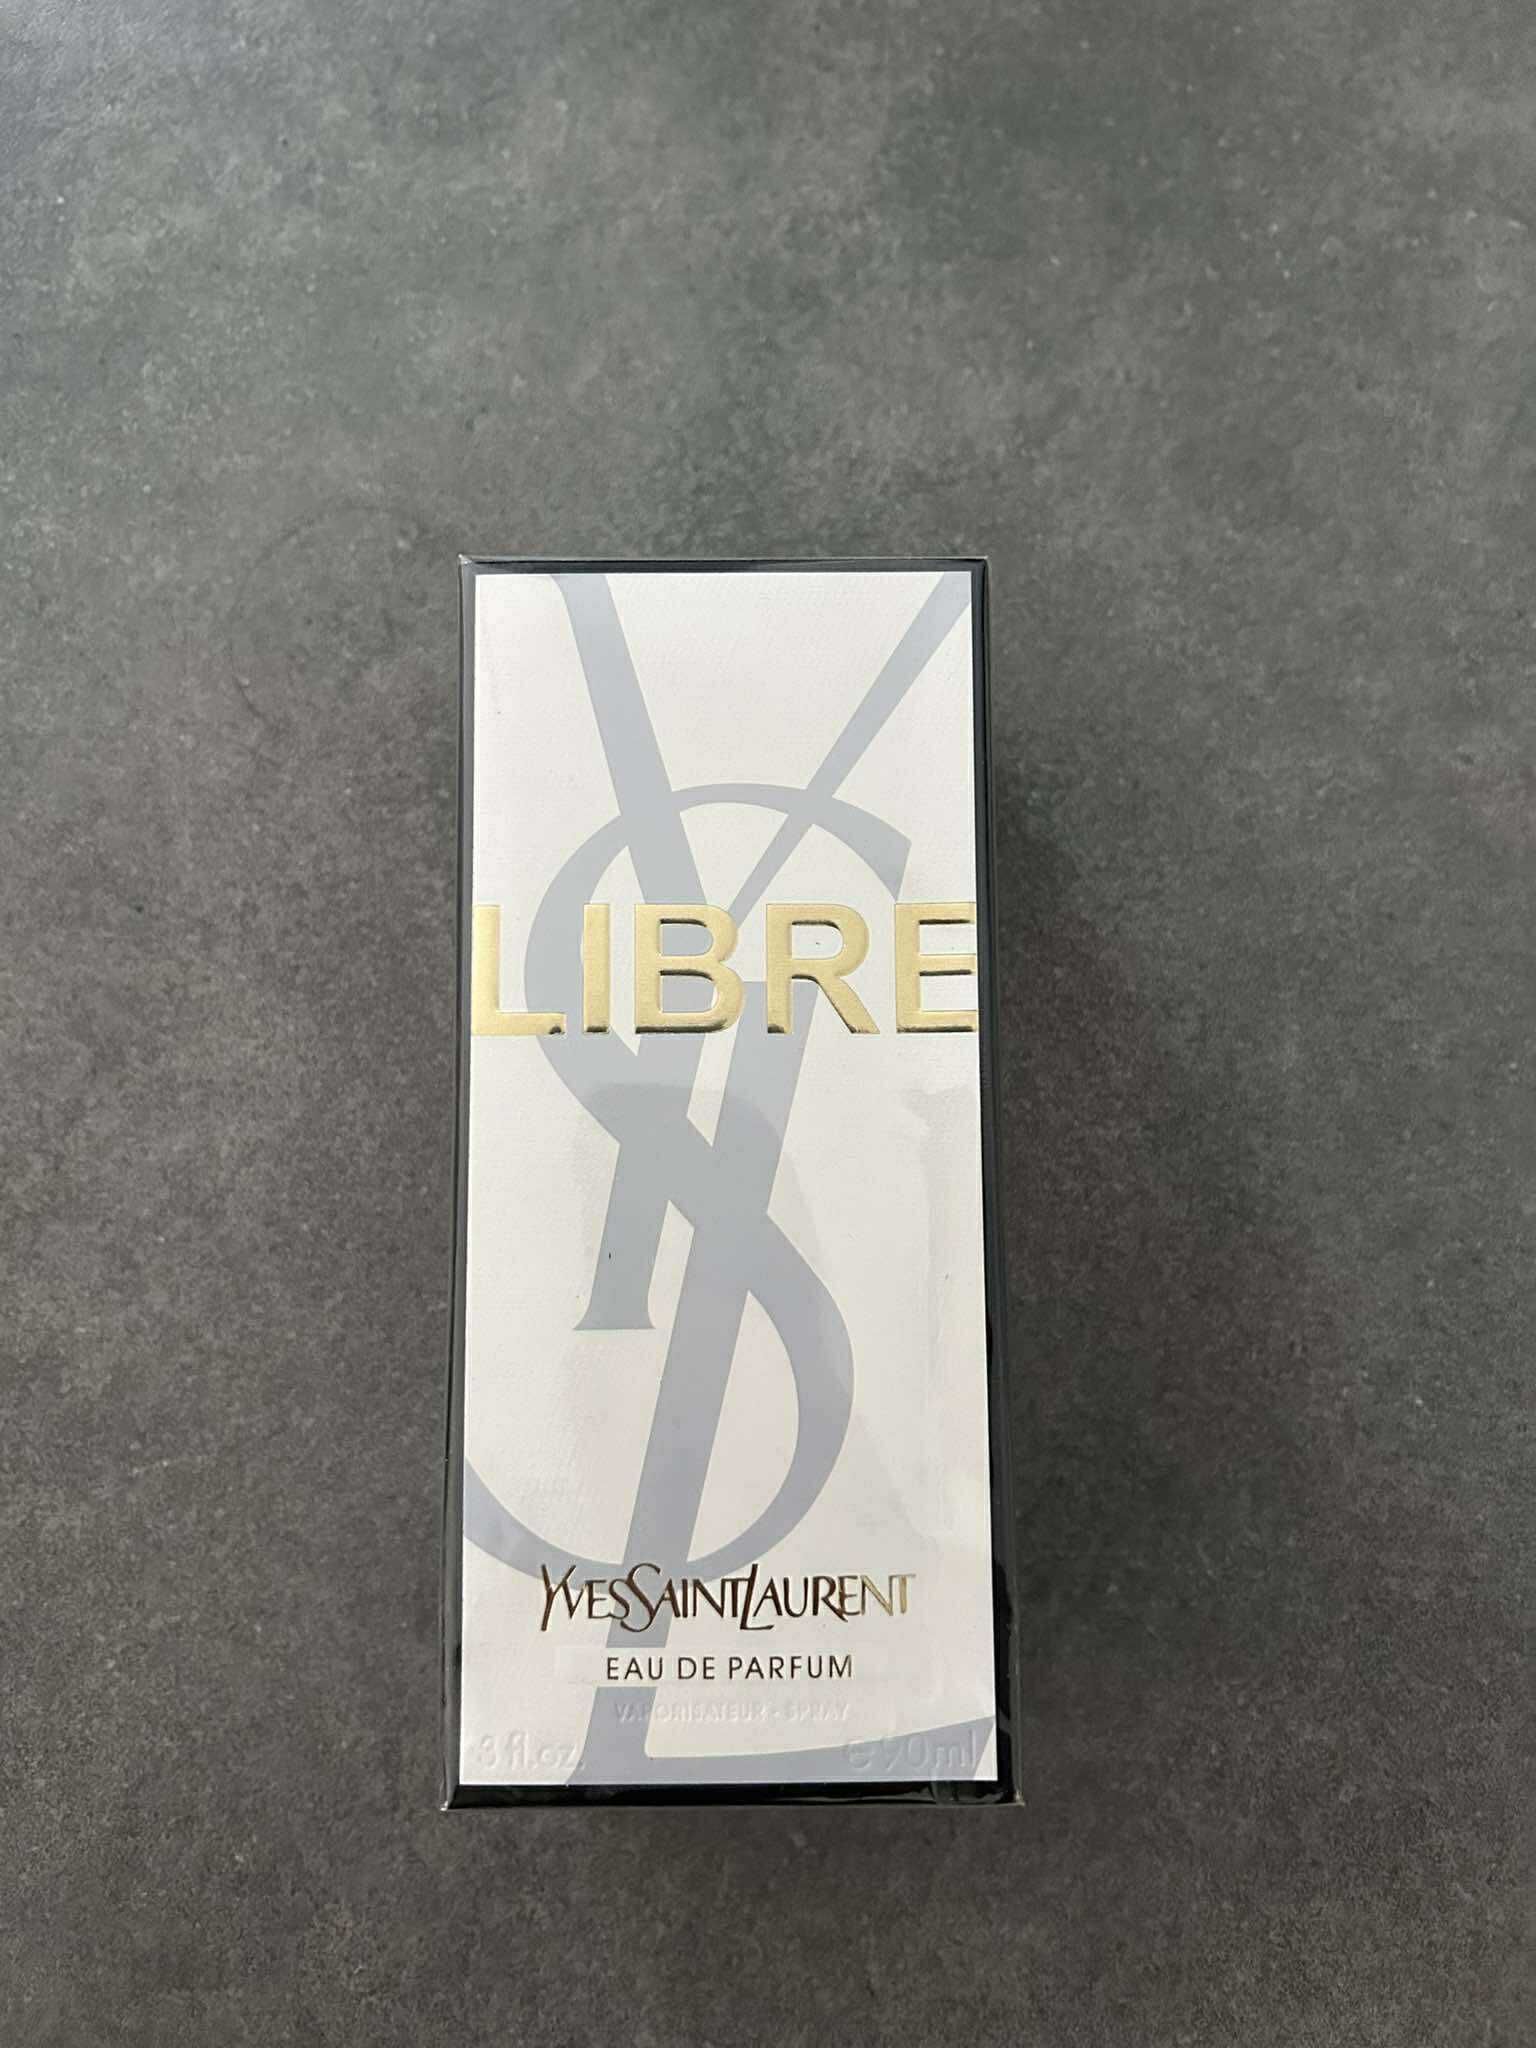 LIBRE
YVESSAINTLAURENT
EAU DE PARFUM
VAPORISATEUR - SPRAY
3 fl.oz. e 90ml